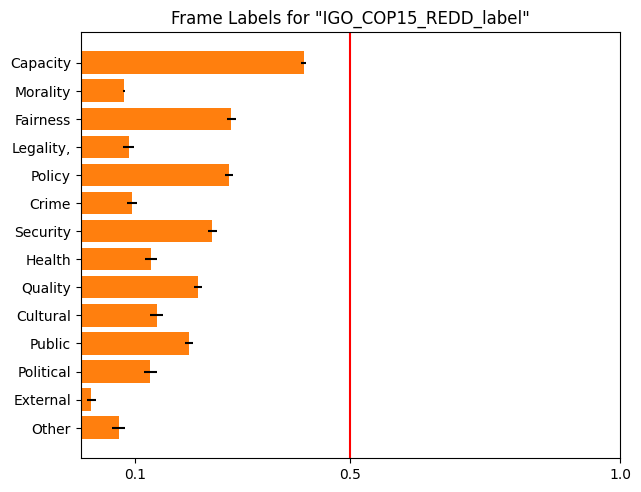 Frame Labels for "IGO_COP15_REDD_label"
Capacity
Morality
Fairness
Legality,
Policy
Crime
Security
Health
Quality
Cultural
Public
Political
External
Other
0.1 0.5 1.0